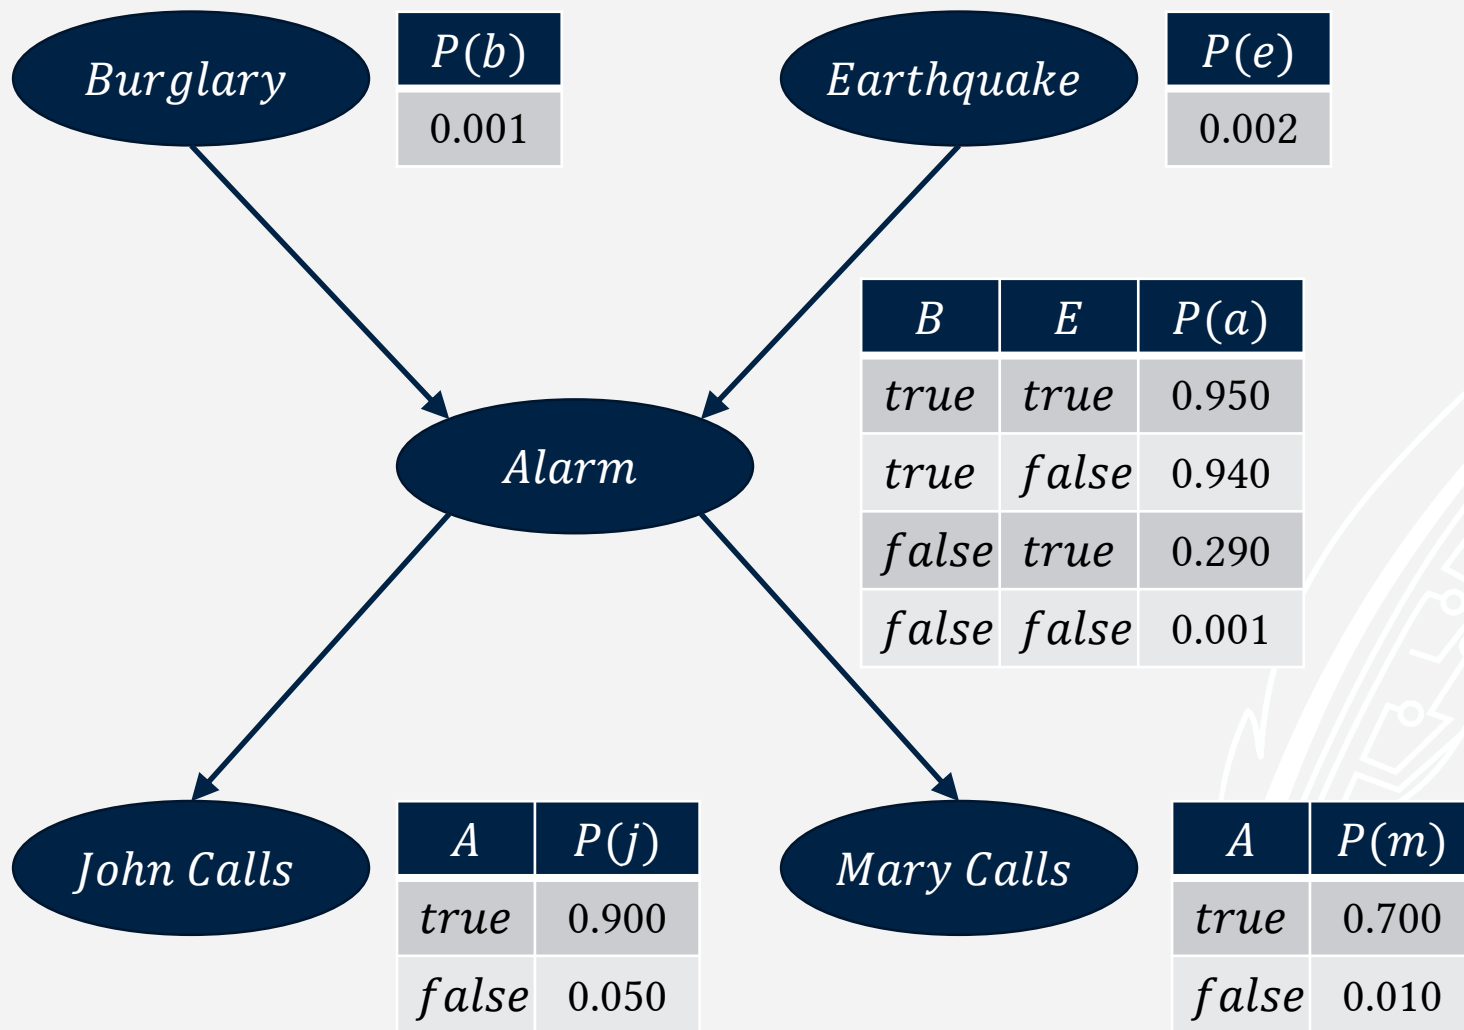 Burglary
P(b)
0.001
Earthquake
P(e)
0.002
B E P(a)
true true 0.950
true false 0.940
false true 0.290
false false 0.001
Alarm
John Calls
A P(j)
true 0.900
false 0.050
Mary Calls
A P(m)
true 0.700
false 0.010